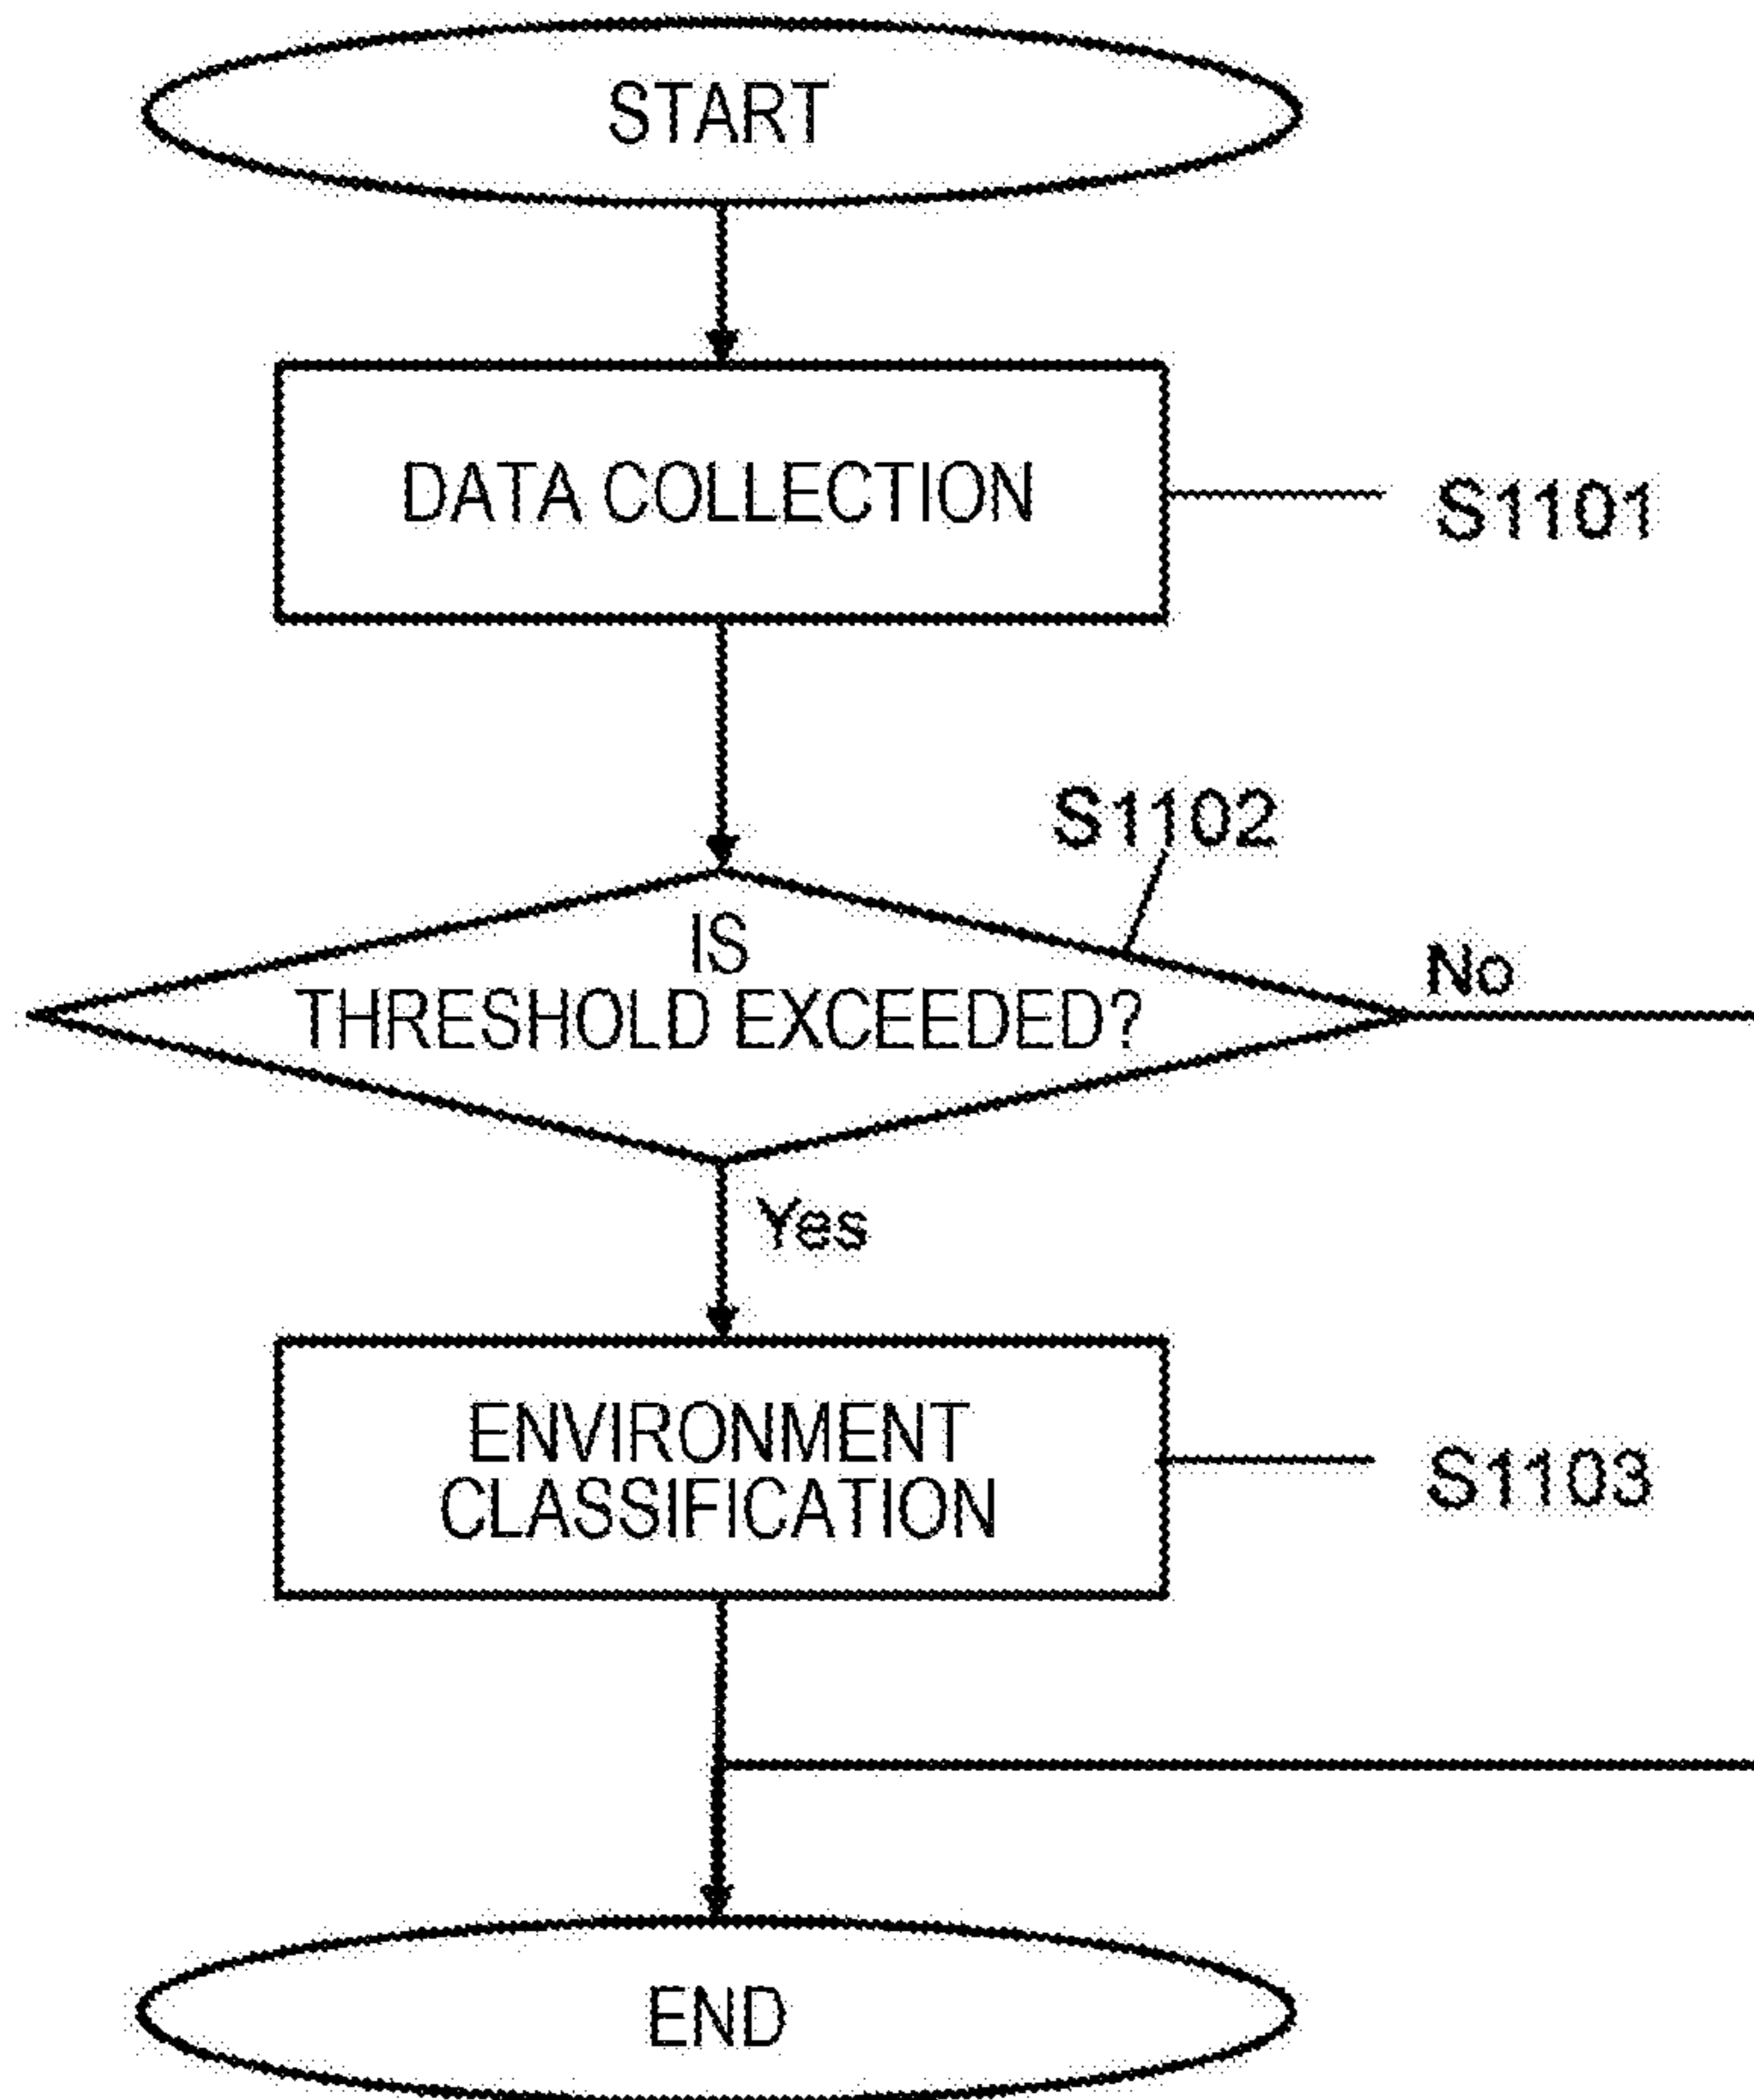 START
DATA COLLECTION
S1101
S1102
IS
THRESHOLD EXCEEDED?
No
Yes
ENVIRONMENT
CLASSIFICATION
S1103
END